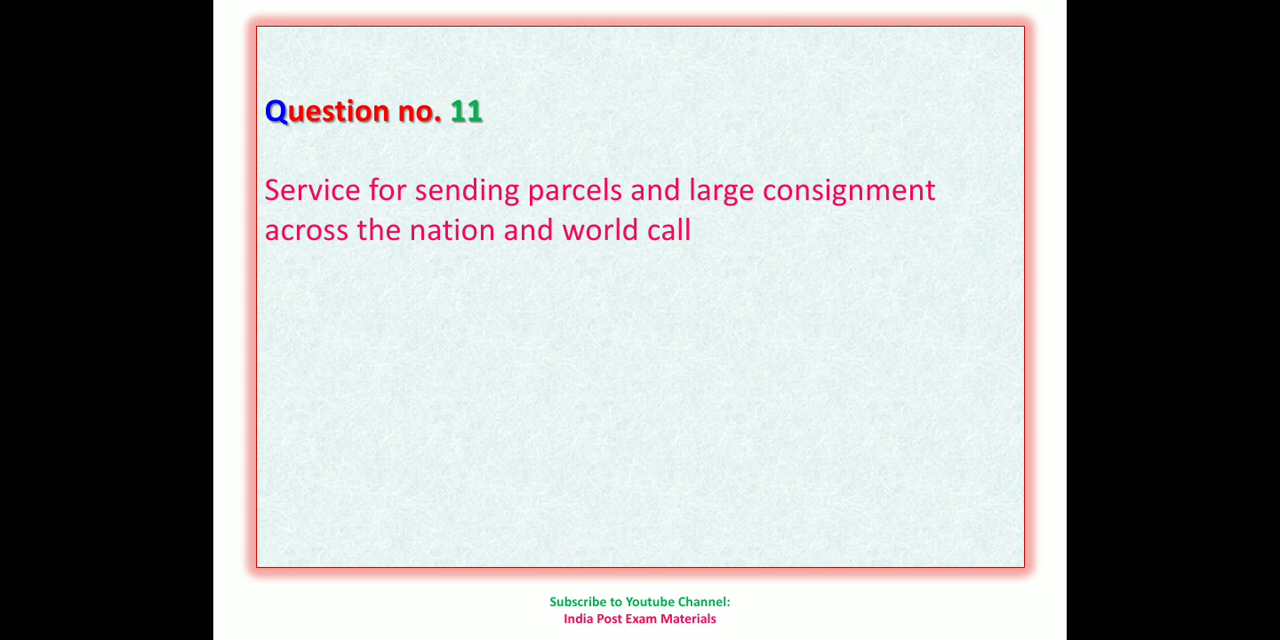 Question no. 11
Service for sending parcels and large consignment
across the nation and world call
Subscribe to Youtube Channel:
India Post Exam Materials